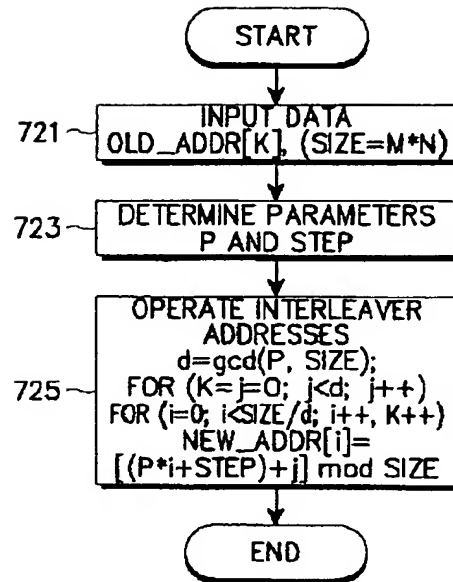 START
721
INPUT DATA
OLD_ADDR[K], (SIZE=M*N)
723
DETERMINE PARAMETERS
P AND STEP
OPERATE INTERLEAVER
ADDRESSES
725
d=gcd(P, SIZE);
FOR (K=j=0; j<d; j++)
FOR (i=0; i<SIZE/d; i++, K++)
NEW_ADDR[i]=
[(P*i+STEP)+j] mod SIZE
END